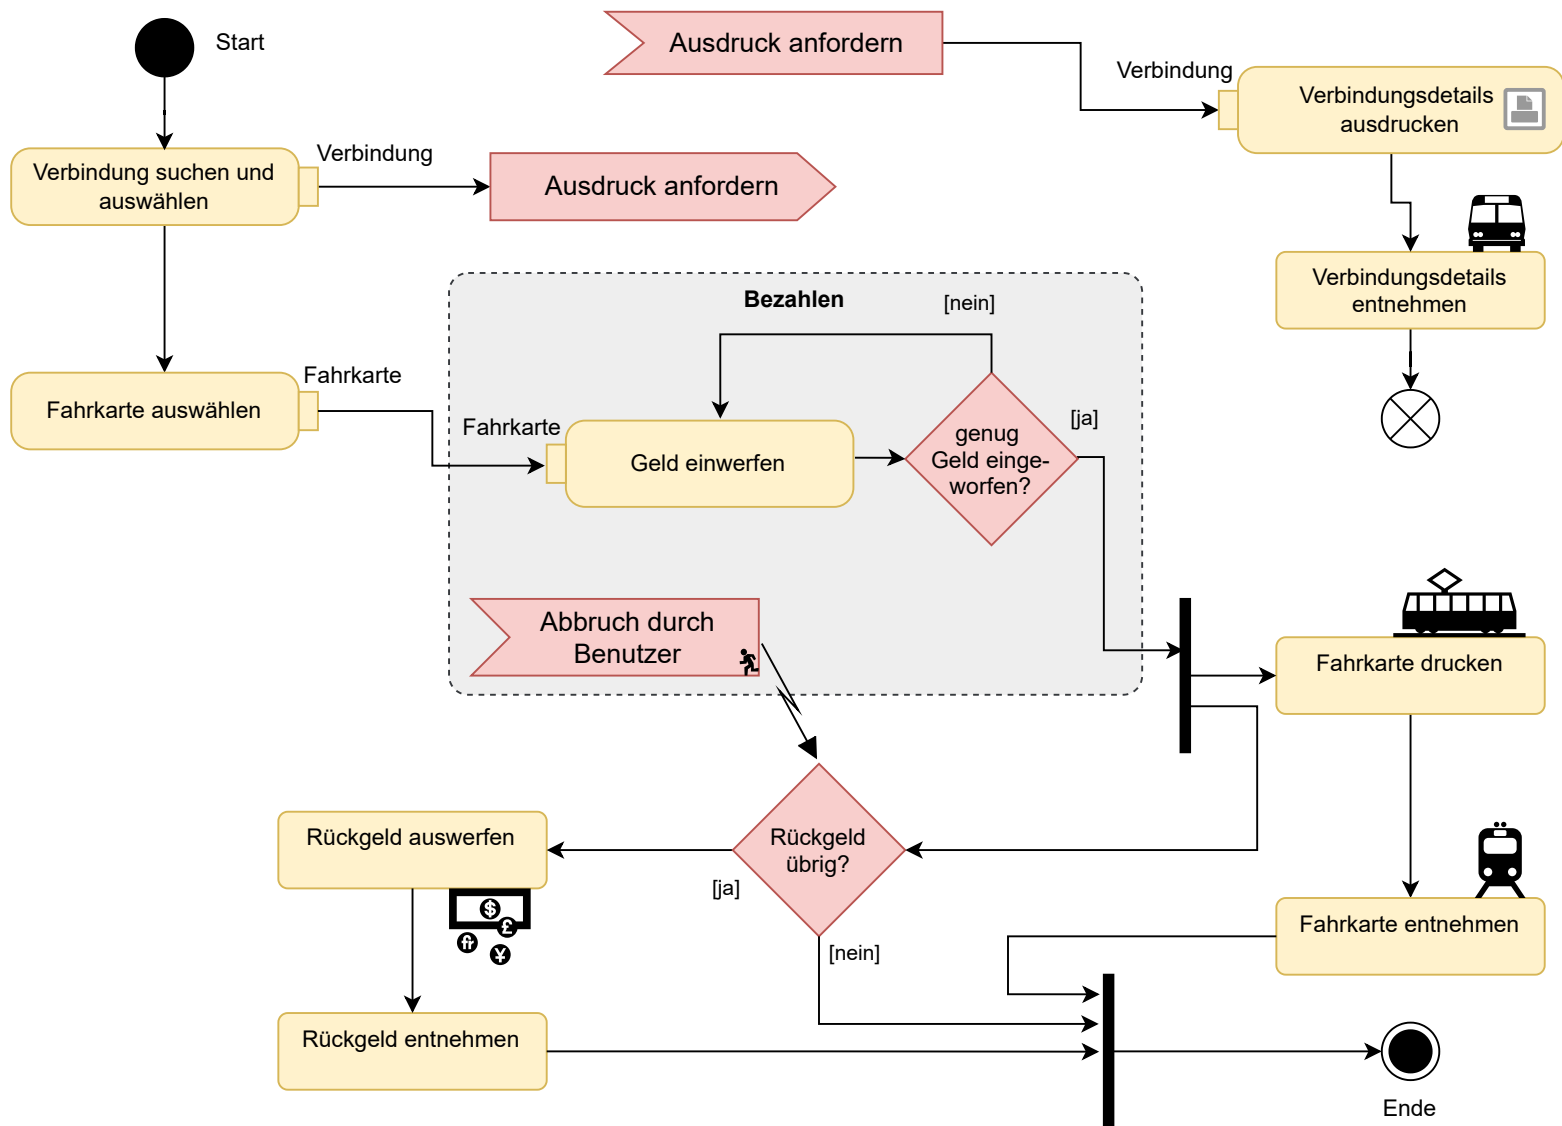 Start
Ausdruck anfordern
Verbindung
Verbindungsdetails
ausdrucken
Verbindung suchen und
auswählen
Verbindung
Ausdruck anfordern
Verbindungsdetails
entnehmen
Bezahlen
[nein]
Fahrkarte auswählen
Fahrkarte
Fahrkarte
Geld einwerfen
genug
Geld einge-
worfen?
[ja]
Abbruch durch
Benutzer
Fahrkarte drucken
Rückgeld auswerfen
Rückgeld
übrig?
[ja]
[nein]
$
£
fr
¥
Fahrkarte entnehmen
Rückgeld entnehmen
Ende